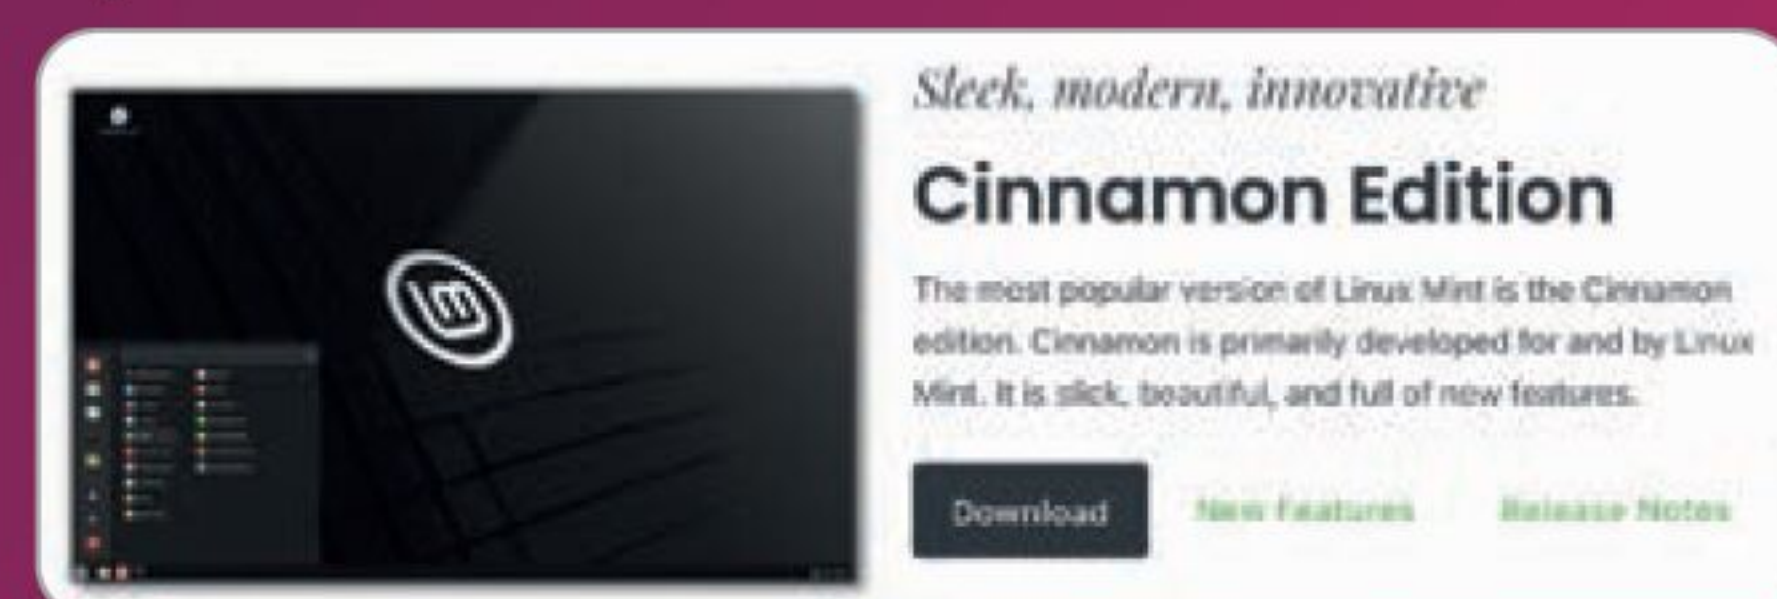 Sleek, modern, innovative
Cinnamon Edition
The most popular version of Linux Mint is the Cinnamon
edition. Cinnamon is primarily developed for and by Linux
Mint. It is slick, beautiful, and full of new features.
Download
New Features
Release Notes